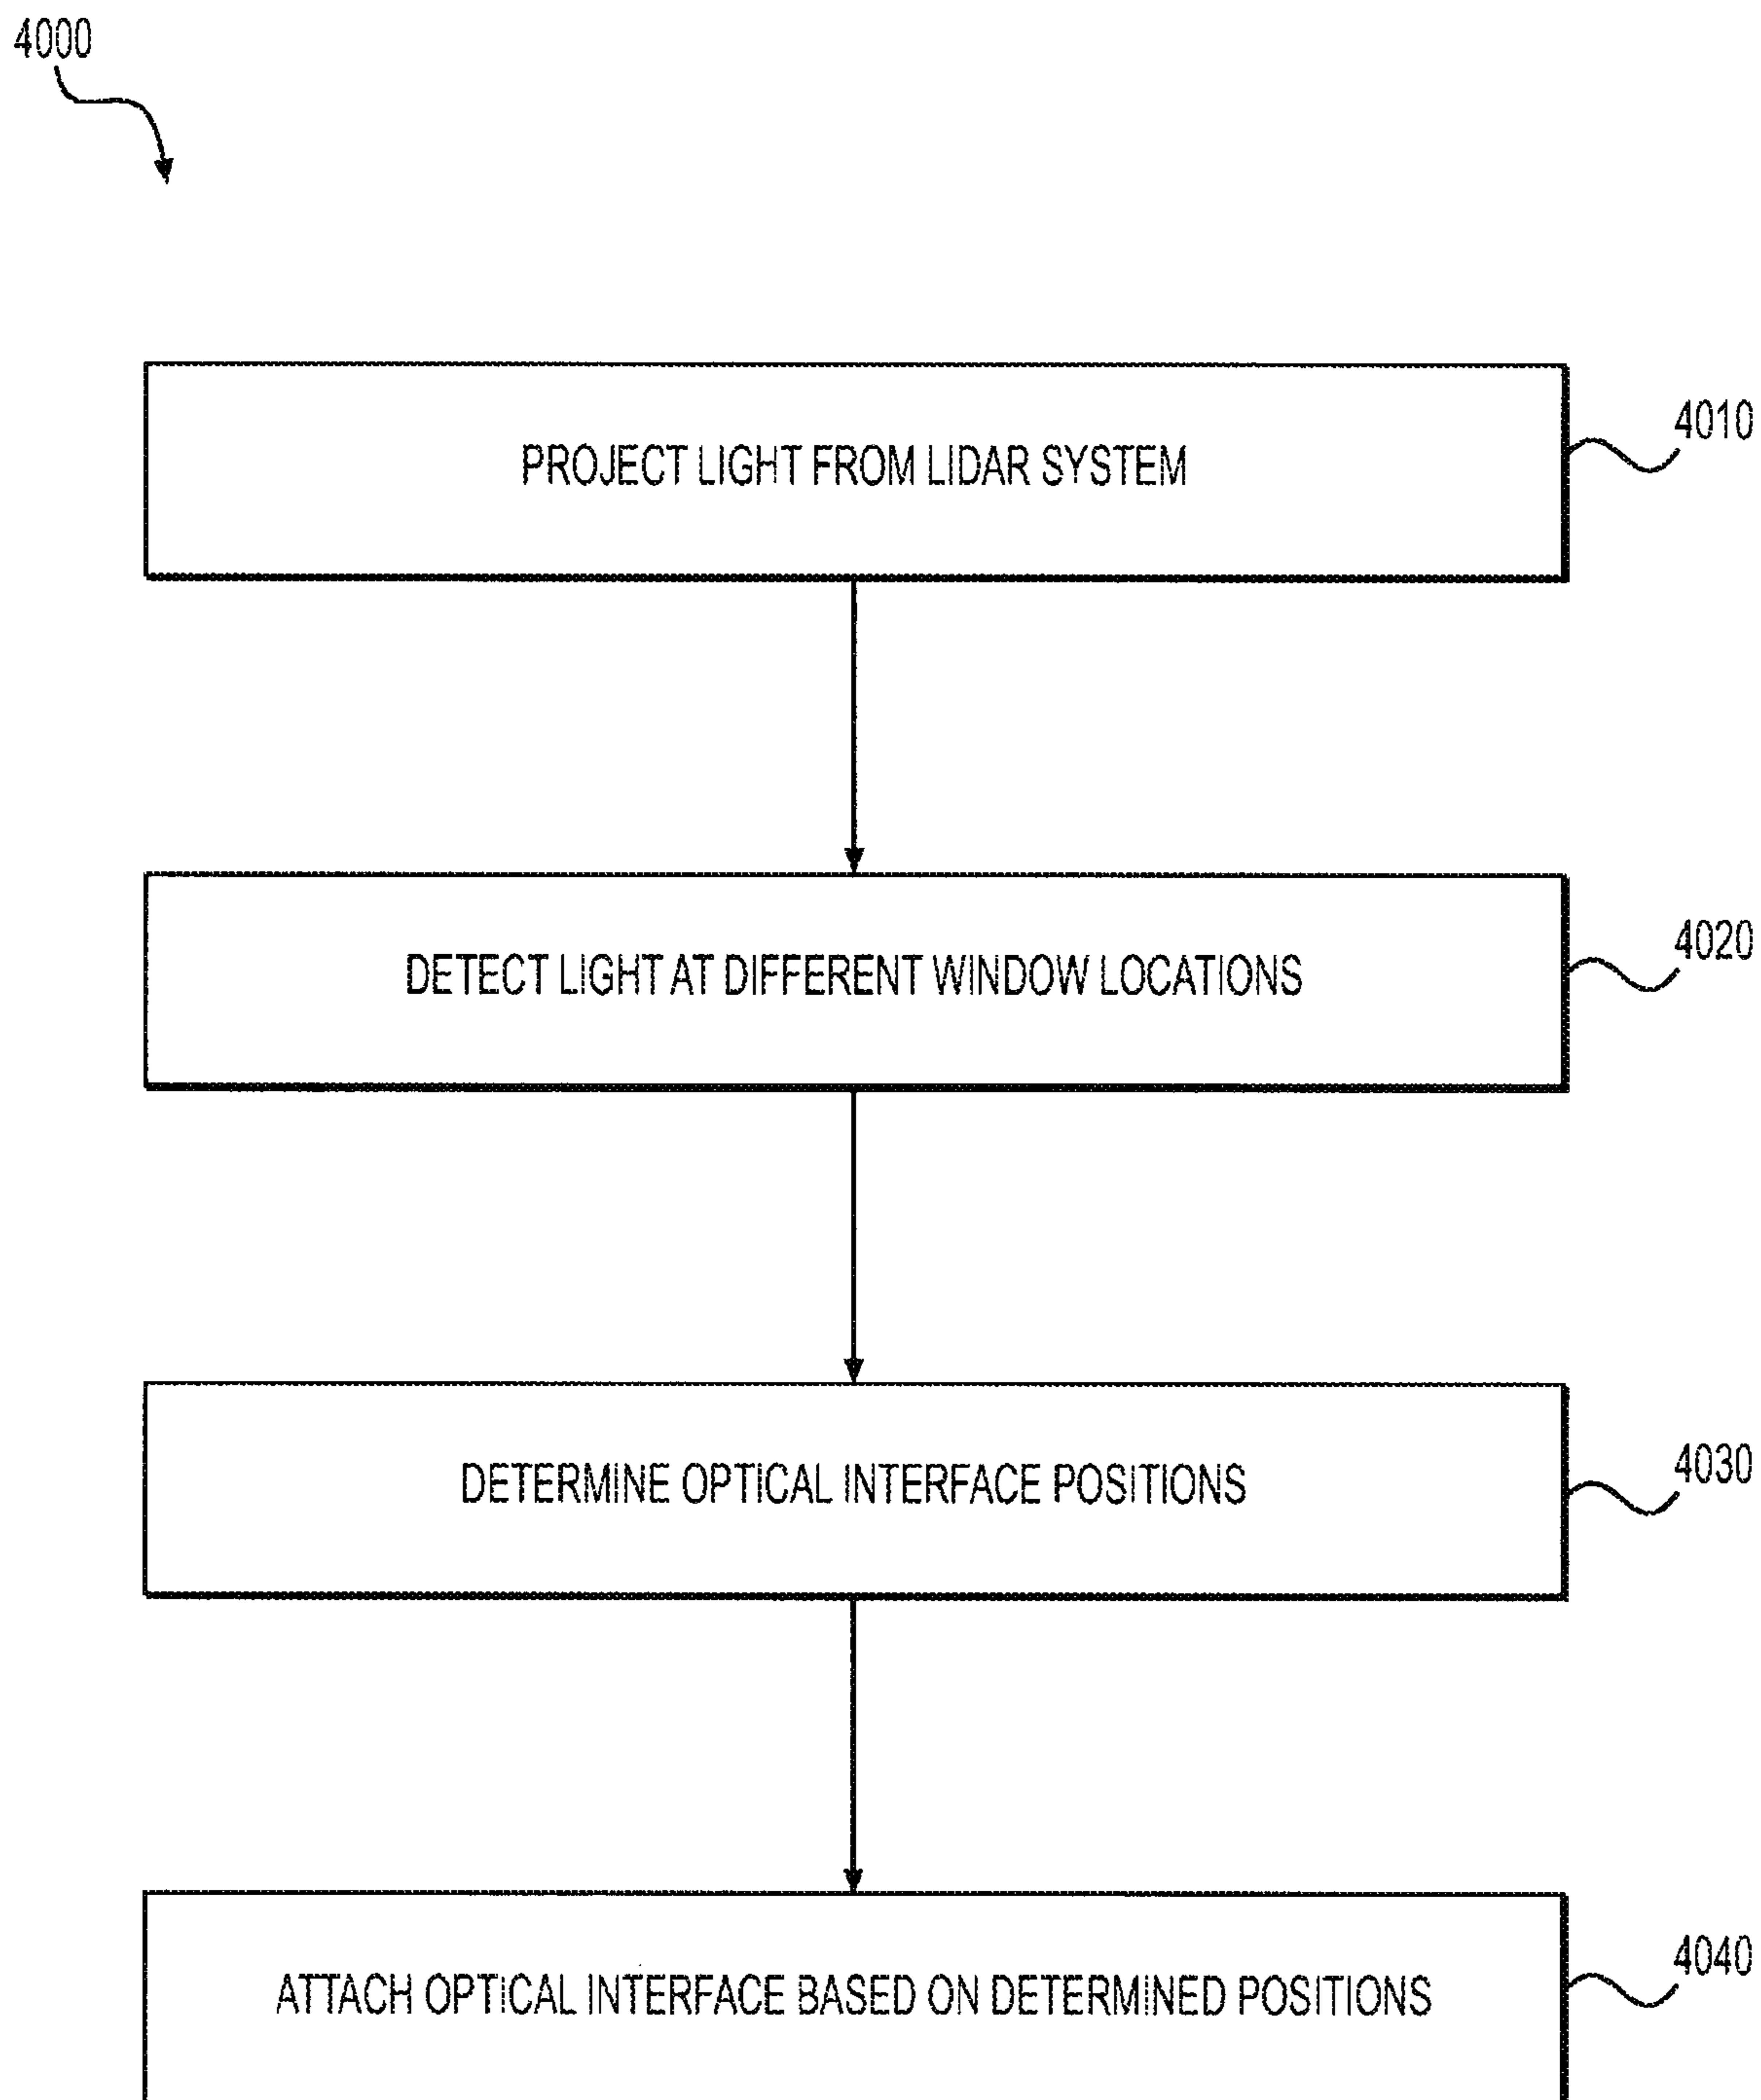 4000
PROJECT LIGHT FROM LIDAR SYSTEM
4010
DETECT LIGHT AT DIFFERENT WINDOW LOCATIONS
4020
DETERMINE OPTICAL INTERFACE POSITIONS
4030
ATTACH OPTICAL INTERFACE BASED ON DETERMINED POSITIONS
4040